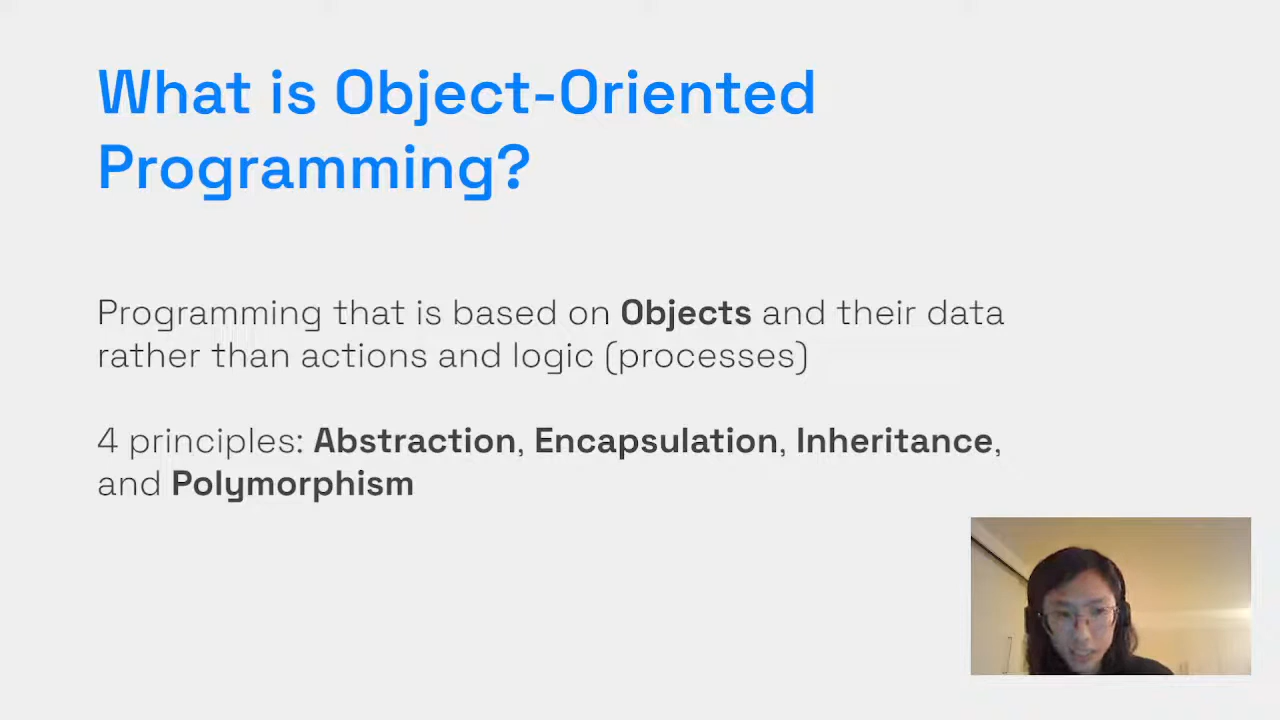 What is Object-Oriented
Programming?
Programming that is based on Objects and their data
rather than actions and logic (processes)
4 principles: Abstraction, Encapsulation, Inheritance,
and Polymorphism